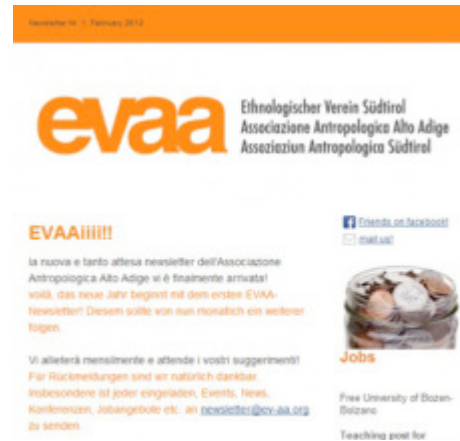 Newsletter Nr. 1 February 2012
evaa
Ethnologischer Verein Südtirol
Associazione Antropologica Alto Adige
Assoziaziun Antropologica Südtirol
EVAAiiii!!
la nuova e tanto attesa newsletter dell'Associazione
Antropologica Alto Adige vi è finalmente arrivata!
voilà, das neue Jahr beginnt mit dem ersten EVAA-
Newsletter! Diesem sollte von nun monatlich ein weiterer
folgen.
Vi allieterà mensilmente e attende i vostri suggerimenti!
Für Rückmeldungen sind wir natürlich dankbar.
Insbesondere ist jeder eingeladen, Events, News,
Konferenzen, Jobangebote etc. an newsletter@ev-aa.org
zu senden.
Friends on facebook!
mail us!
Jobs
Free University of Bozen-
Bolzano
Teaching post for